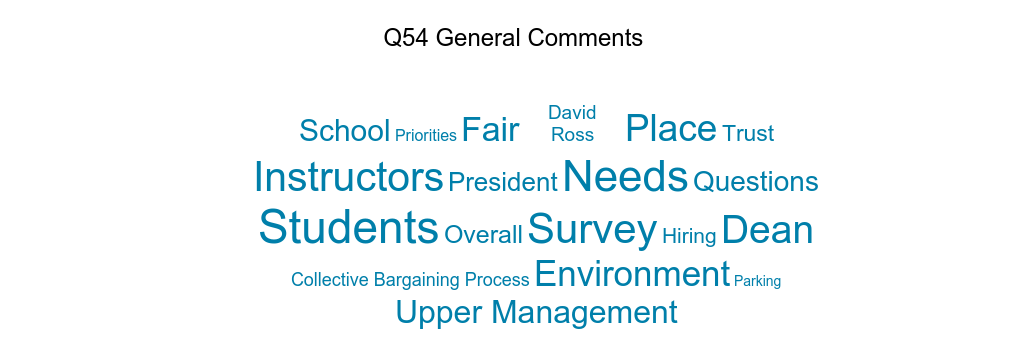 Q54 General Comments
School Priorities Fair David Ross Place Trust
Instructors President Needs Questions
Students Overall Survey Hiring Dean
Collective Bargaining Process Environment Parking
Upper Management